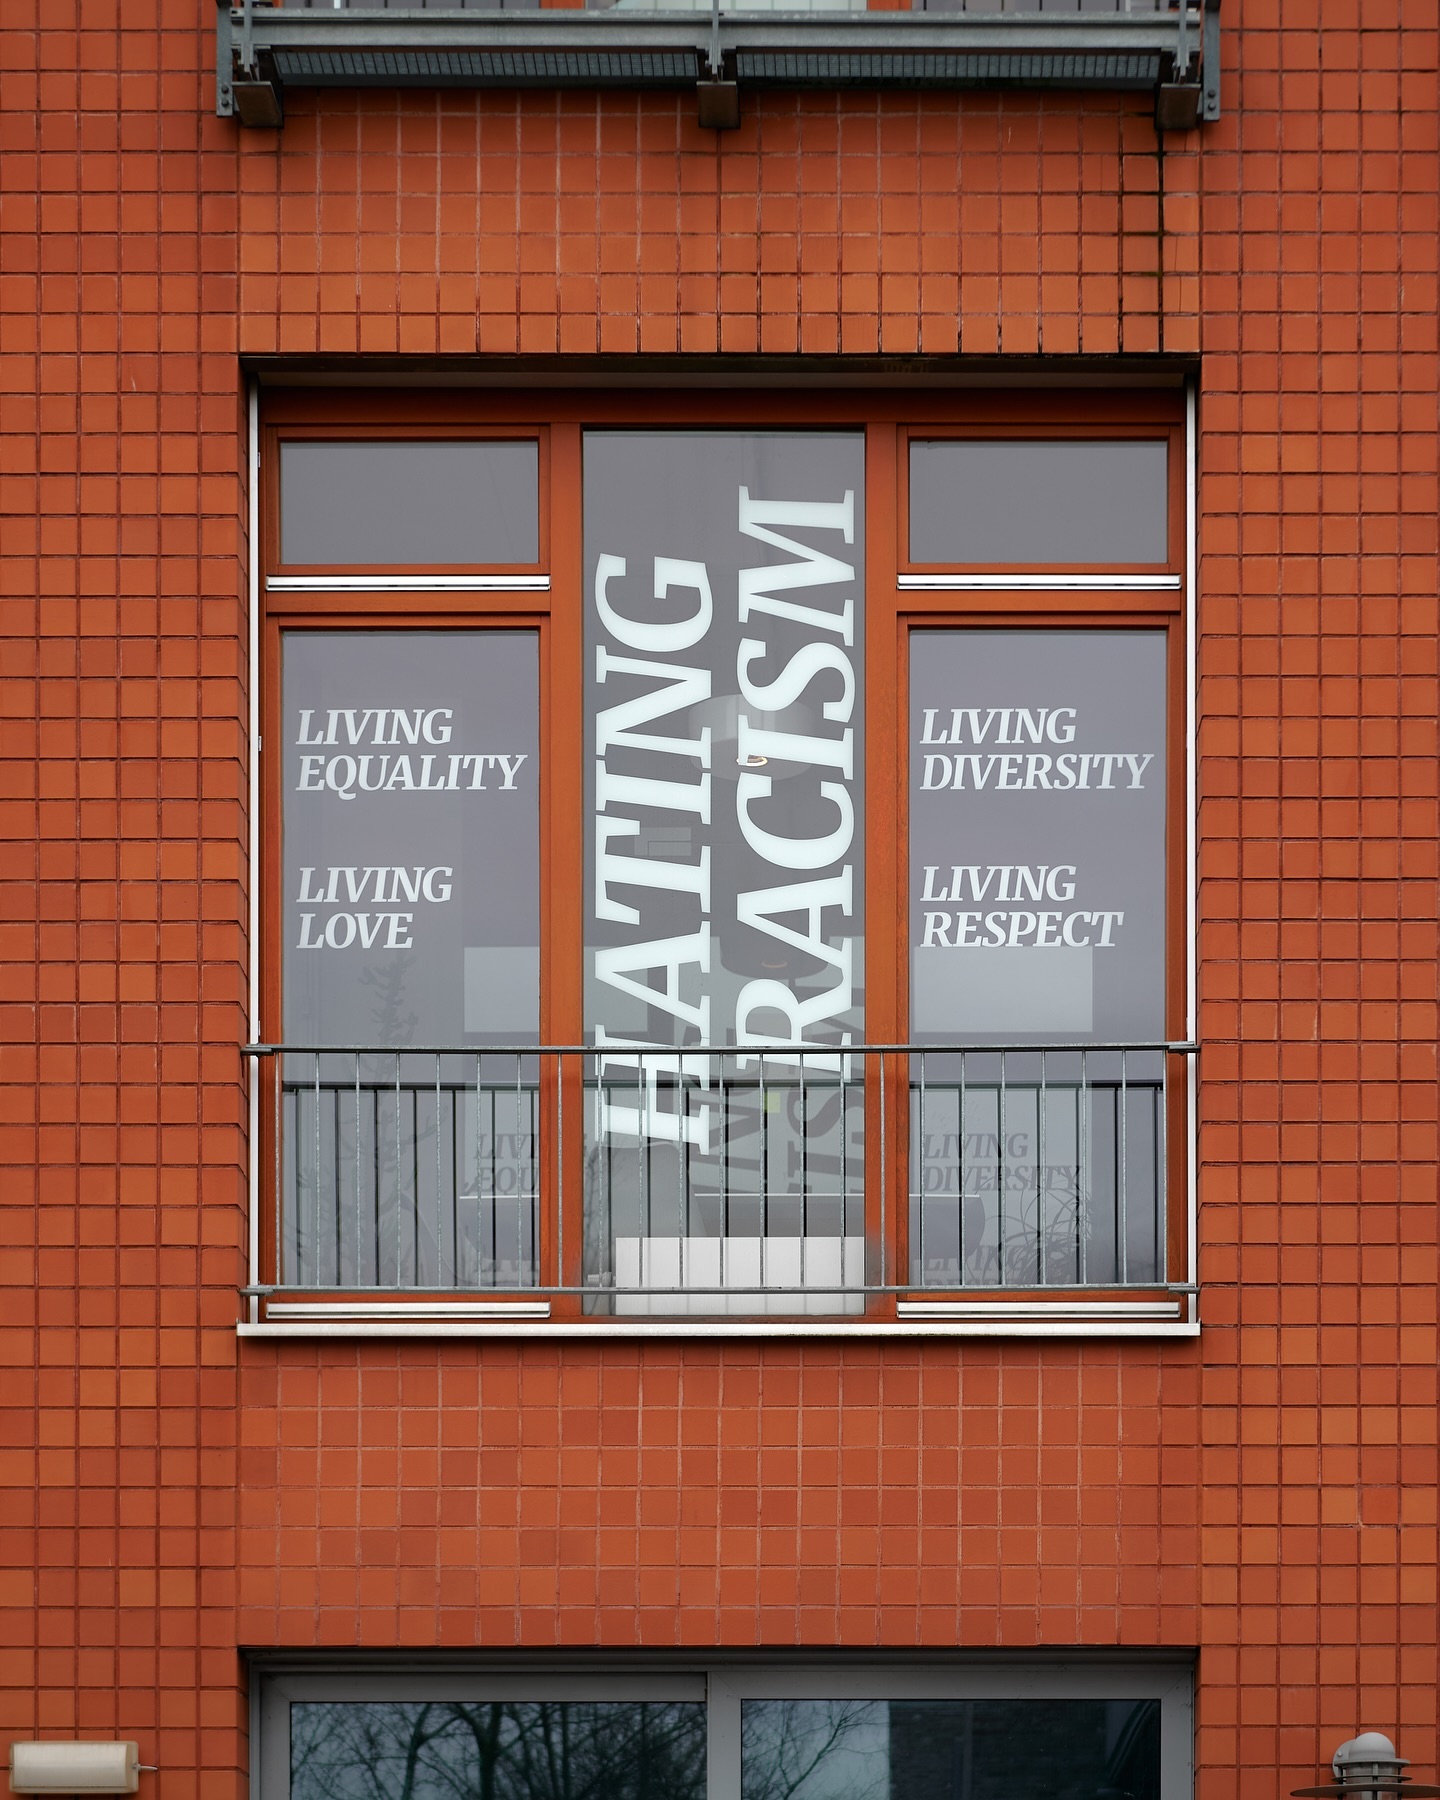 LIVING
EQUALITY
LIVING
LOVE
HATING
RACISM
LIVING
DIVERSITY
LIVING
RESPECT